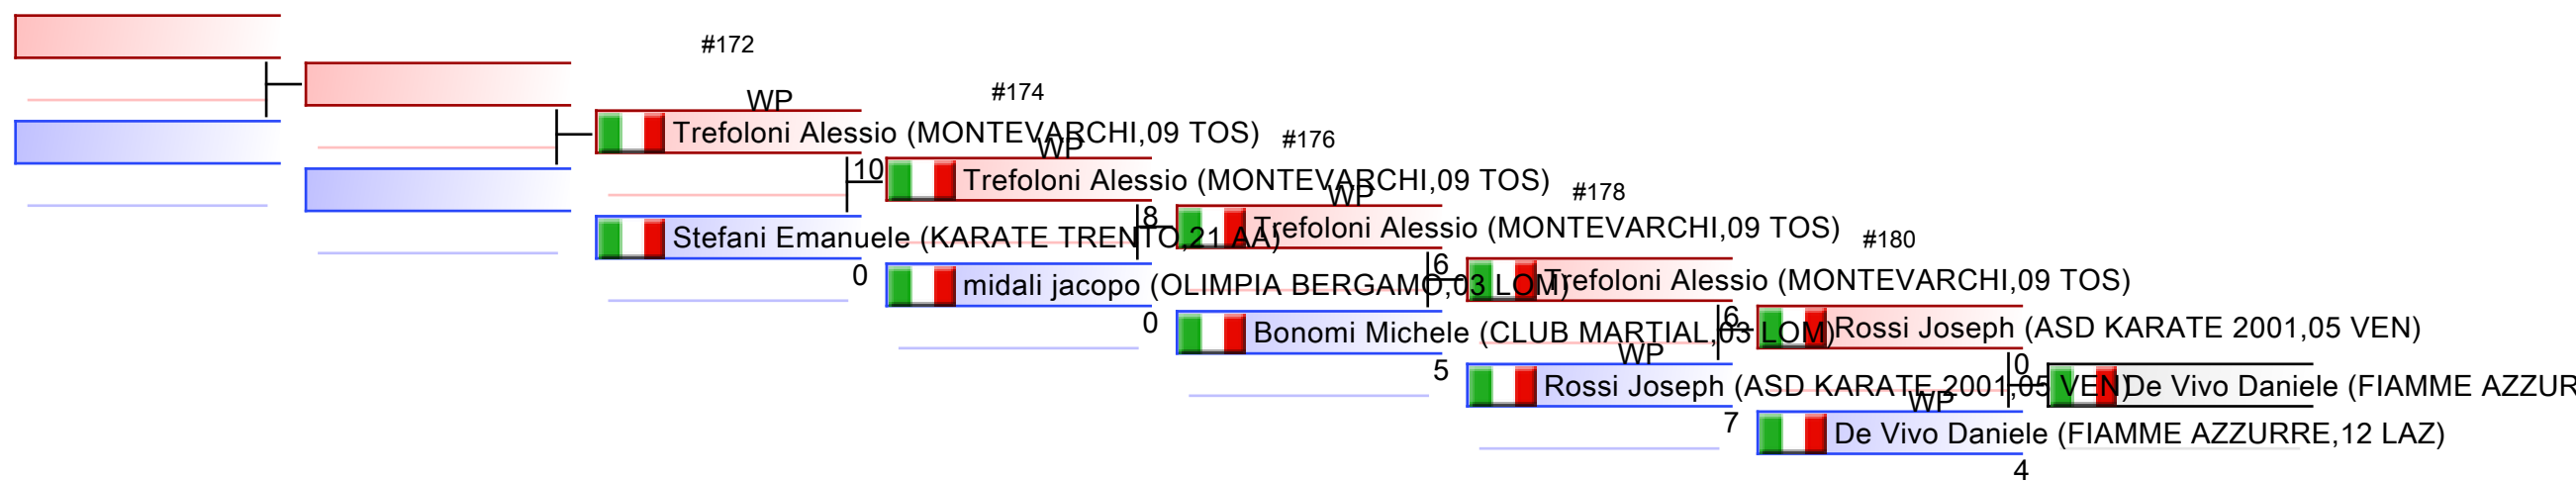 #172
WP
Trefoloni Alessio (MONTEVARCHI,09 TOS)
10
Stefani Emanuele (KARATE TRENTO,21 AA)
0
#174
WP
Trefoloni Alessio (MONTEVARCHI,09 TOS)
8
midali jacopo (OLIMPIA BERGAMO,03 LOM)
0
#176
WP
Trefoloni Alessio (MONTEVARCHI,09 TOS)
6
Bonomi Michele (CLUB MARTIAL,03 LOM)
5
#178
Trefoloni Alessio (MONTEVARCHI,09 TOS)
6
WP
Rossi Joseph (ASD KARATE 2001,05 VEN)
7
#180
Rossi Joseph (ASD KARATE 2001,05 VEN)
0
WP
De Vivo Daniele (FIAMME AZZURRE,12 LAZ)
4
De Vivo Daniele (FIAMME AZZUR